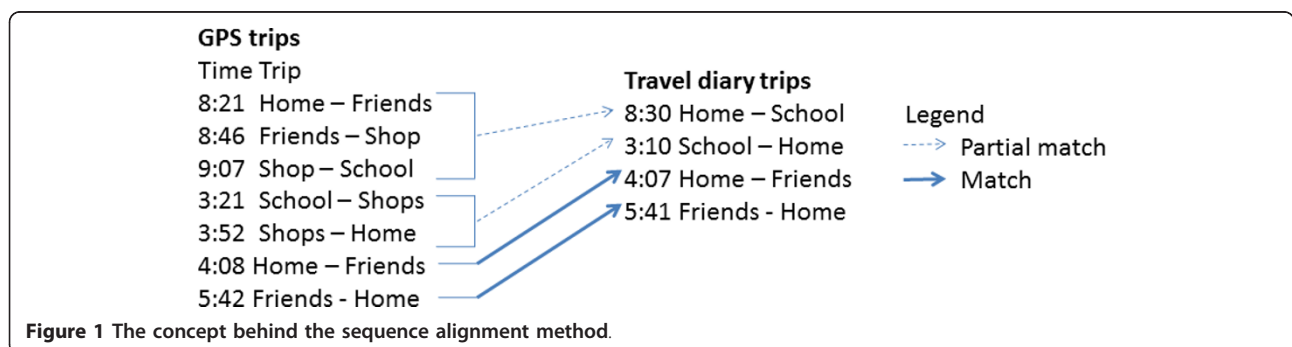 GPS trips
Time Trip
8:21 Home – Friends
8:46 Friends – Shop
9:07 Shop – School
3:21 School – Shops
3:52 Shops – Home
4:08 Home – Friends
5:42 Friends - Home
Travel diary trips
8:30 Home – School
3:10 School – Home
4:07 Home – Friends
5:41 Friends - Home
Legend
Partial match
Match
Figure 1 The concept behind the sequence alignment method.